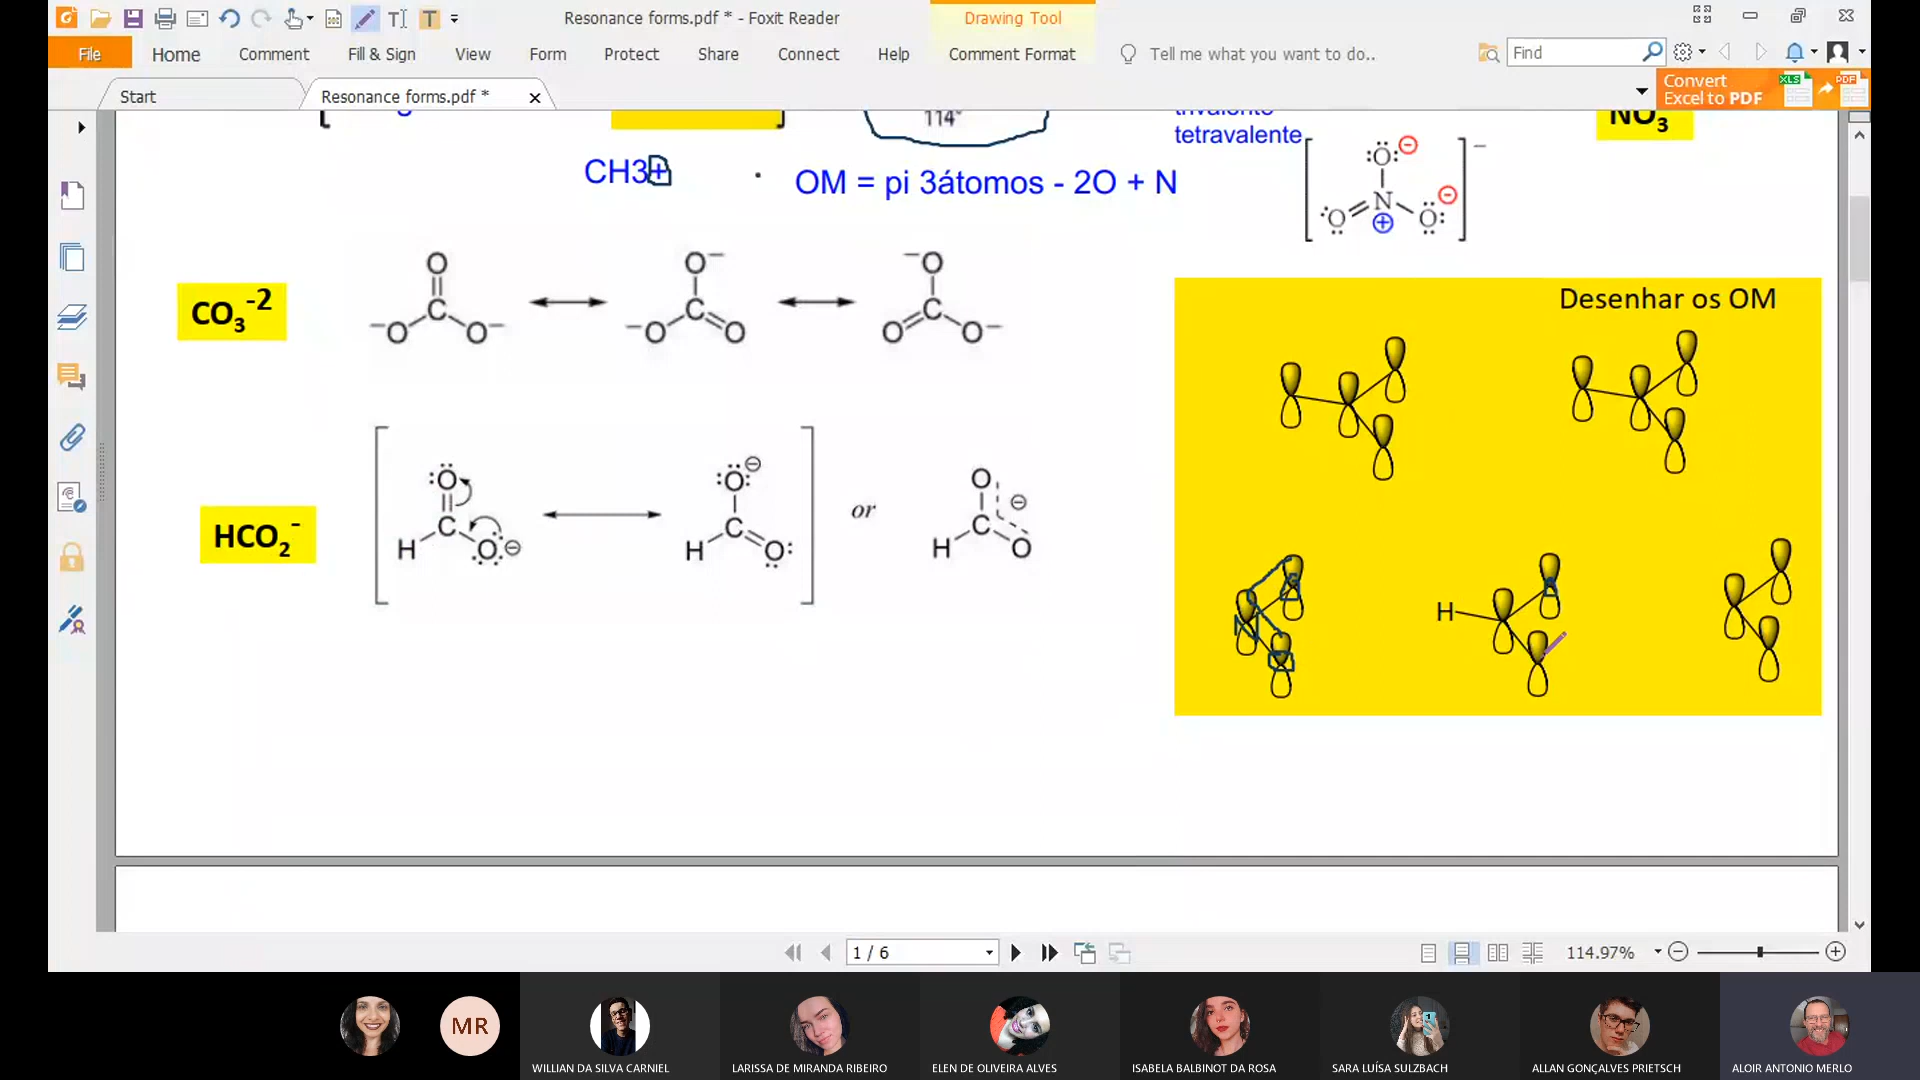 Resonance forms.pdf * - Foxit Reader
Drawing Tool
File Home Comment Fill & Sign View Form Protect Share Connect Help Comment Format Tell me what you want to do.. Find
Start Resonance forms.pdf *
Convert
Excel to PDF
XLS PDF
114°
tetravalente
NO3
CH3+
OM = pi 3átomos - 2O + N
:Ö: ⊖
N ⊕
⊖
O
O:
−
CO3-2
O
C
−O O−
O−
C
−O O
−O
C
O O−
Desenhar os OM
HCO2-
:Ö
C
H
:O: ⊖
:Ö: ⊖
C
H
O:
or
O
C
⊖
H O
N
H
1 / 6
114.97%
MR
WILLIAN DA SILVA CARNIEL
LARISSA DE MIRANDA RIBEIRO
ELEN DE OLIVEIRA ALVES
ISABELA BALBINOT DA ROSA
SARA LUÍSA SULZBACH
ALLAN GONÇALVES PRIETSCH
ALOIR ANTONIO MERLO